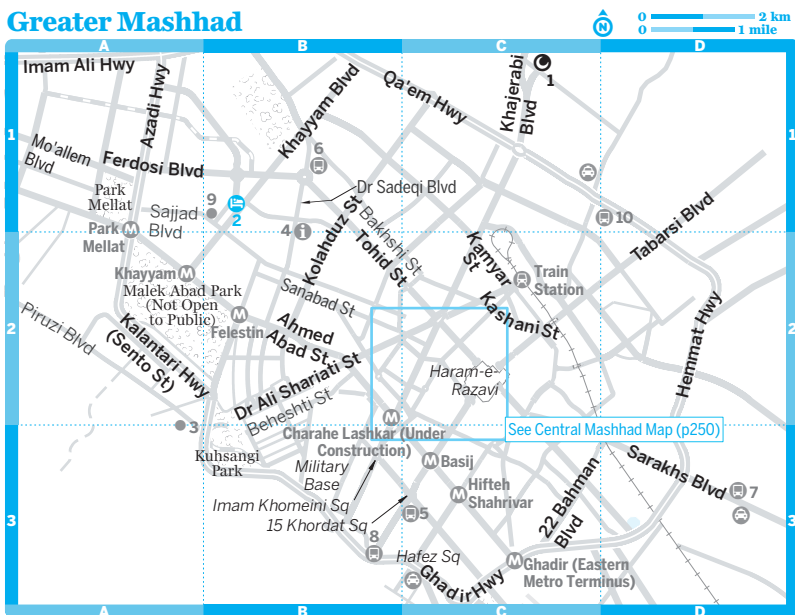 Greater Mashhad
N
0 2 km
0 1 mile
A B C D
Imam Ali Hwy
Azadi Hwy
Khayyam Blvd
Qa'em Hwy
Khajerabi
Blvd
1
1
1
Mo'allem
Blvd
Ferdosi Blvd
6
Dr Sadeqi Blvd
Park
Mellat
9
2
Sajjad
Blvd
4
i
Kolahduz St
Bakhshi St
Tohid St
10
Tabarsi Blvd
M
Park
Mellat
Kamyar
St
Train
Station
Khayyam
M
Malek Abad Park
(Not Open
to Public)
Sanabad St
Kashani St
2
2
Piruzi Blvd
Kalantari Hwy
(Sento St)
M
Felestin
Ahmed
Abad St
Hemmat Hwy
Dr Ali Shariati St
Beheshti St
Haram-e-
Razavi
3
M
Charahe Lashkar (Under
Construction)
See Central Mashhad Map (p250)
Kuhsangi
Park
Military
Base
M
Basij
Sarakhs Blvd
7
Imam Khomeini Sq
15 Khordat Sq
M
Hifteh
Shahrivar
22 Bahman
Blvd
5
3
3
8
Hafez Sq
M
Ghadir (Eastern
Metro Terminus)
Ghadir Hwy
A B C D